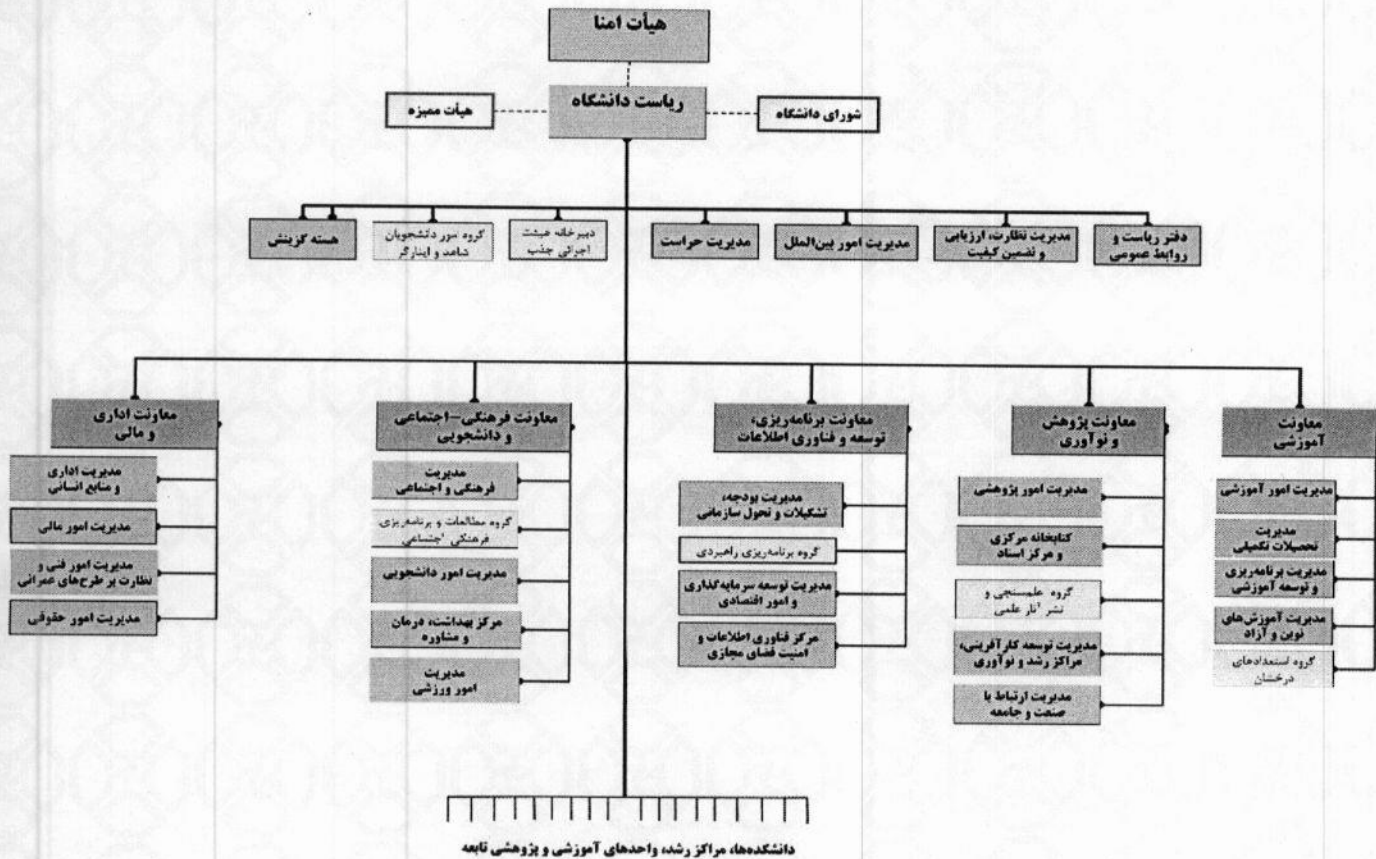 هیأت امنا
ریاست دانشگاه
شورای دانشگاه
هیأت ممیزه
دفتر ریاست و
روابط عمومی
مدیریت نظارت، ارزیابی
و تضمین کیفیت
مدیریت امور بین‌الملل
مدیریت حراست
دبیرخانه هیئت
اجرائی جذب
گروه امور دانشجویان
شاهد و ایثارگر
هسته گزینش
معاونت
آموزشی
مدیریت امور آموزشی
مدیریت
تحصیلات تکمیلی
مدیریت برنامه‌ریزی
و توسعه آموزشی
مدیریت آموزش‌های
نوین و آزاد
گروه استعدادهای
درخشان
معاونت پژوهش
و نوآوری
مدیریت امور پژوهشی
کتابخانه مرکزی
و مرکز اسناد
گروه علم‌سنجی و
نشر آثار علمی
مدیریت توسعه کارآفرینی،
مراکز رشد و نوآوری
مدیریت ارتباط با
صنعت و جامعه
معاونت برنامه‌ریزی،
توسعه و فناوری اطلاعات
مدیریت بودجه،
تشکیلات و تحول سازمانی
گروه برنامه‌ریزی راهبردی
مدیریت توسعه سرمایه‌گذاری
و امور اقتصادی
مرکز فناوری اطلاعات و
امنیت فضای مجازی
معاونت فرهنگی-اجتماعی
و دانشجویی
مدیریت
فرهنگی و اجتماعی
گروه مطالعات و برنامه‌ریزی
فرهنگی اجتماعی
مدیریت امور دانشجویی
مرکز بهداشت، درمان
و مشاوره
مدیریت
امور ورزشی
معاونت اداری
و مالی
مدیریت اداری
و منابع انسانی
مدیریت امور مالی
مدیریت امور فنی و
نظارت بر طرح‌های عمرانی
مدیریت امور حقوقی
دانشکده‌ها، مراکز رشد، واحدهای آموزشی و پژوهشی تابعه